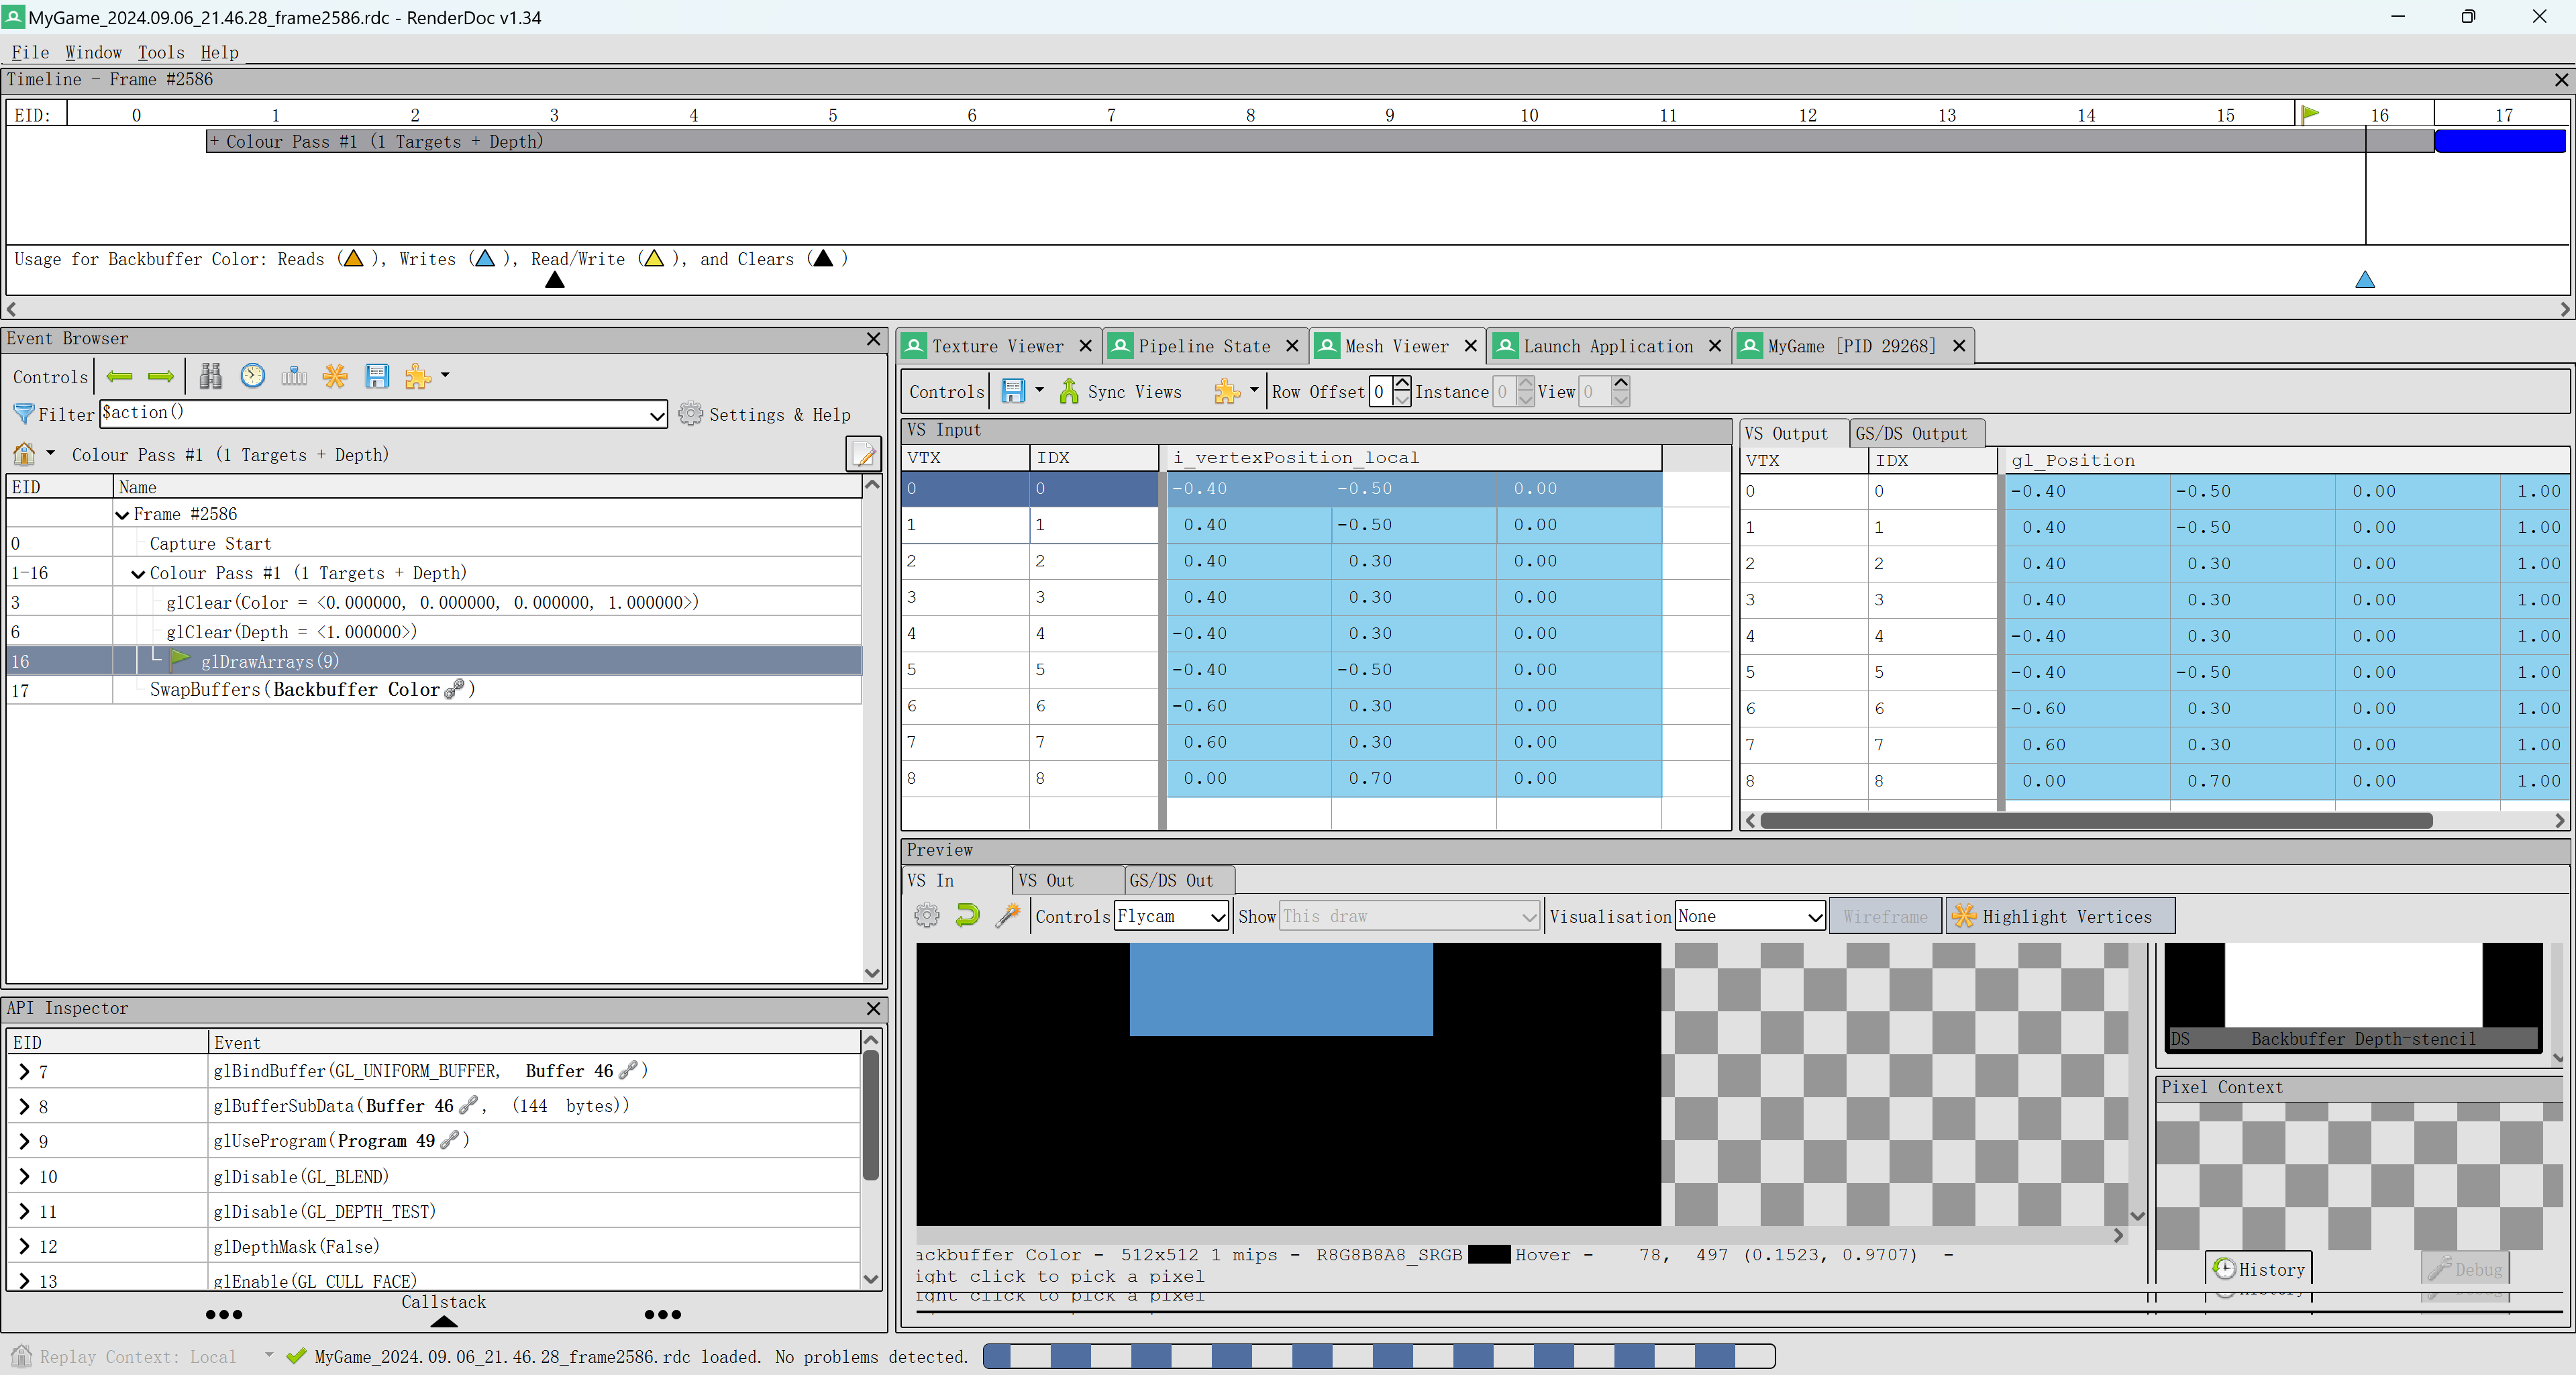 MyGame_2024.09.06_21.46.28_frame2586.rdc - RenderDoc v1.34
File Window Tools Help
Timeline - Frame #2586
EID: 0 1 2 3 4 5 6 7 8 9 10 11 12 13 14 15 16 17
+ Colour Pass #1 (1 Targets + Depth)
Usage for Backbuffer Color: Reads ( ), Writes ( ), Read/Write ( ), and Clears ( )
Event Browser
Controls
Filter $action() Settings & Help
Colour Pass #1 (1 Targets + Depth)
EID Name
Frame #2586
0 Capture Start
1-16 Colour Pass #1 (1 Targets + Depth)
3 glClear(Color = <0.000000, 0.000000, 0.000000, 1.000000>)
6 glClear(Depth = <1.000000>)
16 glDrawArrays(9)
17 SwapBuffers(Backbuffer Color )
API Inspector
EID Event
7 glBindBuffer(GL_UNIFORM_BUFFER, Buffer 46 )
8 glBufferSubData(Buffer 46 , (144 bytes))
9 glUseProgram(Program 49 )
10 glDisable(GL_BLEND)
11 glDisable(GL_DEPTH_TEST)
12 glDepthMask(False)
13 glEnable(GL_CULL_FACE)
Callstack
Texture Viewer Pipeline State Mesh Viewer Launch Application MyGame [PID 29268]
Controls Sync Views Row Offset 0 Instance 0 View 0
VS Input
VTX IDX i_vertexPosition_local
0 0 -0.40 -0.50 0.00
1 1 0.40 -0.50 0.00
2 2 0.40 0.30 0.00
3 3 0.40 0.30 0.00
4 4 -0.40 0.30 0.00
5 5 -0.40 -0.50 0.00
6 6 -0.60 0.30 0.00
7 7 0.60 0.30 0.00
8 8 0.00 0.70 0.00
VS Output GS/DS Output
VTX IDX gl_Position
0 0 -0.40 -0.50 0.00 1.00
1 1 0.40 -0.50 0.00 1.00
2 2 0.40 0.30 0.00 1.00
3 3 0.40 0.30 0.00 1.00
4 4 -0.40 0.30 0.00 1.00
5 5 -0.40 -0.50 0.00 1.00
6 6 -0.60 0.30 0.00 1.00
7 7 0.60 0.30 0.00 1.00
8 8 0.00 0.70 0.00 1.00
Preview
VS In VS Out GS/DS Out
Controls Flycam Show This draw Visualisation None Wireframe Highlight Vertices
DS Backbuffer Depth-stencil
Pixel Context
History Debug
ackbuffer Color - 512x512 1 mips - R8G8B8A8_SRGB Hover - 78, 497 (0.1523, 0.9707) -
ight click to pick a pixel
ight click to pick a pixel
Replay Context: Local MyGame_2024.09.06_21.46.28_frame2586.rdc loaded. No problems detected.